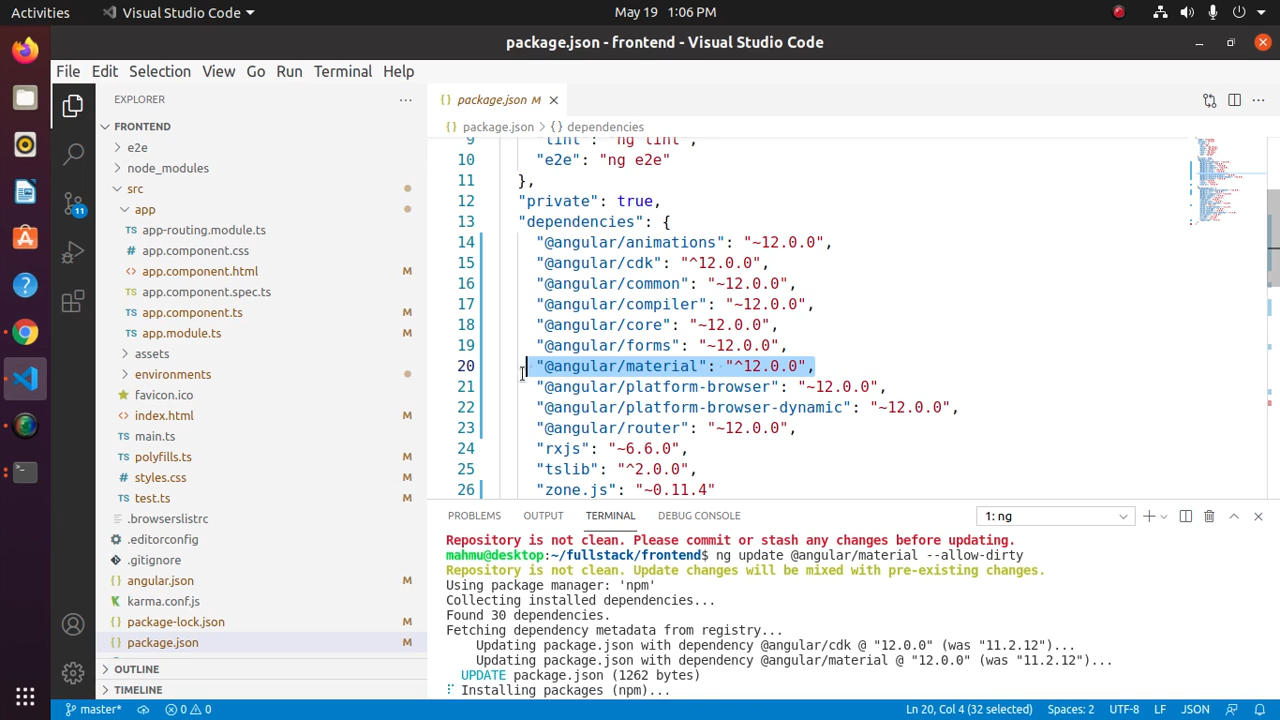 Activities
Visual Studio Code
May 19 1:06 PM
package.json - frontend - Visual Studio Code
File Edit Selection View Go Run Terminal Help
EXPLORER
FRONTEND
e2e
node_modules
src
app
TS app-routing.module.ts
# app.component.css
<> app.component.html M
TS app.component.spec.ts
TS app.component.ts M
TS app.module.ts M
assets
environments
favicon.ico
<> index.html M
TS main.ts
TS polyfills.ts M
# styles.css M
TS test.ts M
.browserslistrc
.editorconfig
.gitignore
{} angular.json M
karma.conf.js
{} package-lock.json M
{} package.json M
OUTLINE
TIMELINE
11
{} package.json M
{} package.json > {} dependencies
9 "lint": "ng lint",
10 "e2e": "ng e2e"
11 },
12 "private": true,
13 "dependencies": {
14 "@angular/animations": "~12.0.0",
15 "@angular/cdk": "^12.0.0",
16 "@angular/common": "~12.0.0",
17 "@angular/compiler": "~12.0.0",
18 "@angular/core": "~12.0.0",
19 "@angular/forms": "~12.0.0",
20 "@angular/material": "^12.0.0",
21 "@angular/platform-browser": "~12.0.0",
22 "@angular/platform-browser-dynamic": "~12.0.0",
23 "@angular/router": "~12.0.0",
24 "rxjs": "~6.6.0",
25 "tslib": "^2.0.0",
26 "zone.js": "~0.11.4"
PROBLEMS OUTPUT TERMINAL DEBUG CONSOLE 1: ng
Repository is not clean. Please commit or stash any changes before updating.
mahmu@desktop:~/fullstack/frontend$ ng update @angular/material --allow-dirty
Repository is not clean. Update changes will be mixed with pre-existing changes.
Using package manager: 'npm'
Collecting installed dependencies...
Found 30 dependencies.
Fetching dependency metadata from registry...
Updating package.json with dependency @angular/cdk @ "12.0.0" (was "11.2.12")...
Updating package.json with dependency @angular/material @ "12.0.0" (was "11.2.12")...
UPDATE package.json (1262 bytes)
Installing packages (npm)...
master* 0 0 Ln 20, Col 4 (32 selected) Spaces: 2 UTF-8 LF JSON